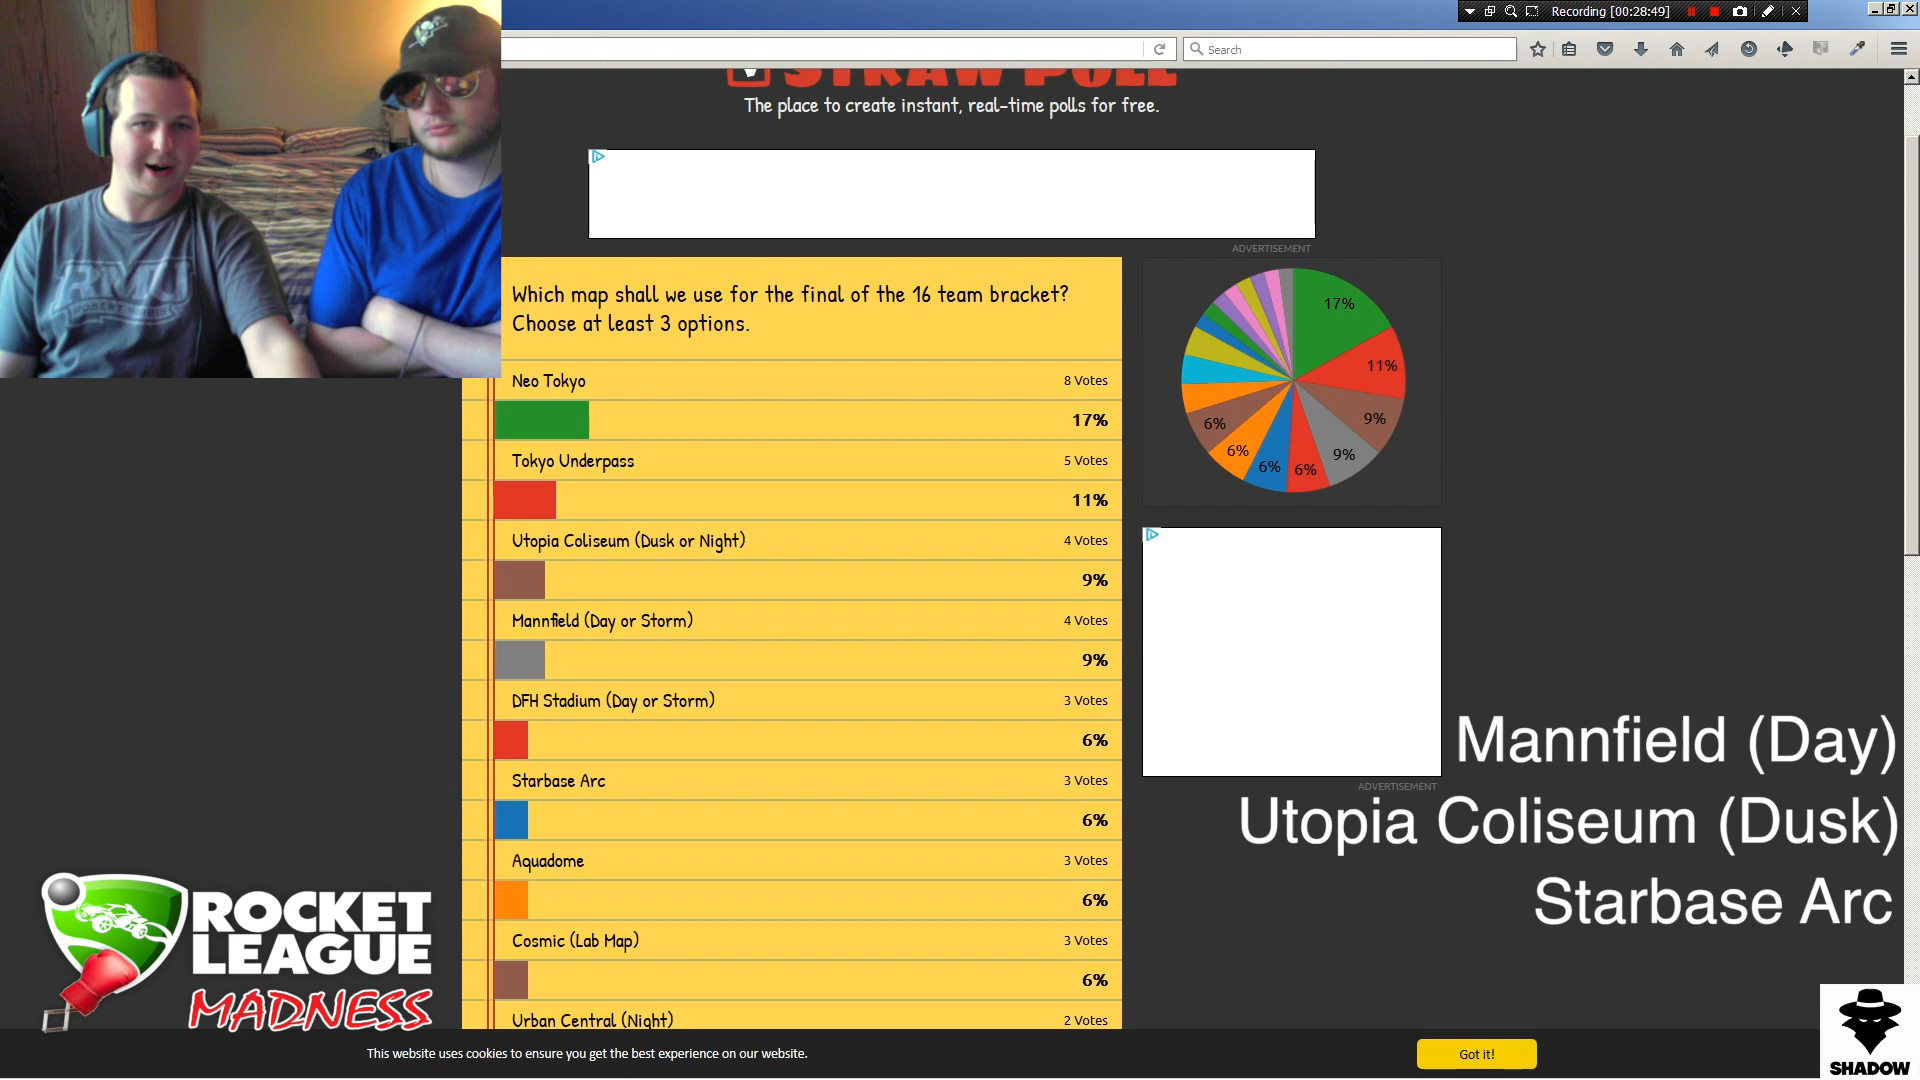 Recording [00:28:49]
Search
STRAW POLL
The place to create instant, real-time polls for free.
ADVERTISEMENT
Which map shall we use for the final of the 16 team bracket?
Choose at least 3 options.
Neo Tokyo 8 Votes
17%
Tokyo Underpass 5 Votes
11%
Utopia Coliseum (Dusk or Night) 4 Votes
9%
Mannfield (Day or Storm) 4 Votes
9%
DFH Stadium (Day or Storm) 3 Votes
6%
Starbase Arc 3 Votes
6%
Aquadome 3 Votes
6%
Cosmic (Lab Map) 3 Votes
6%
Urban Central (Night) 2 Votes
17%
11%
9%
9%
6%
6%
6%
6%
ADVERTISEMENT
Mannfield (Day)
Utopia Coliseum (Dusk)
Starbase Arc
ROCKET
LEAGUE
MADNESS
This website uses cookies to ensure you get the best experience on our website.
Got it!
SHADOW